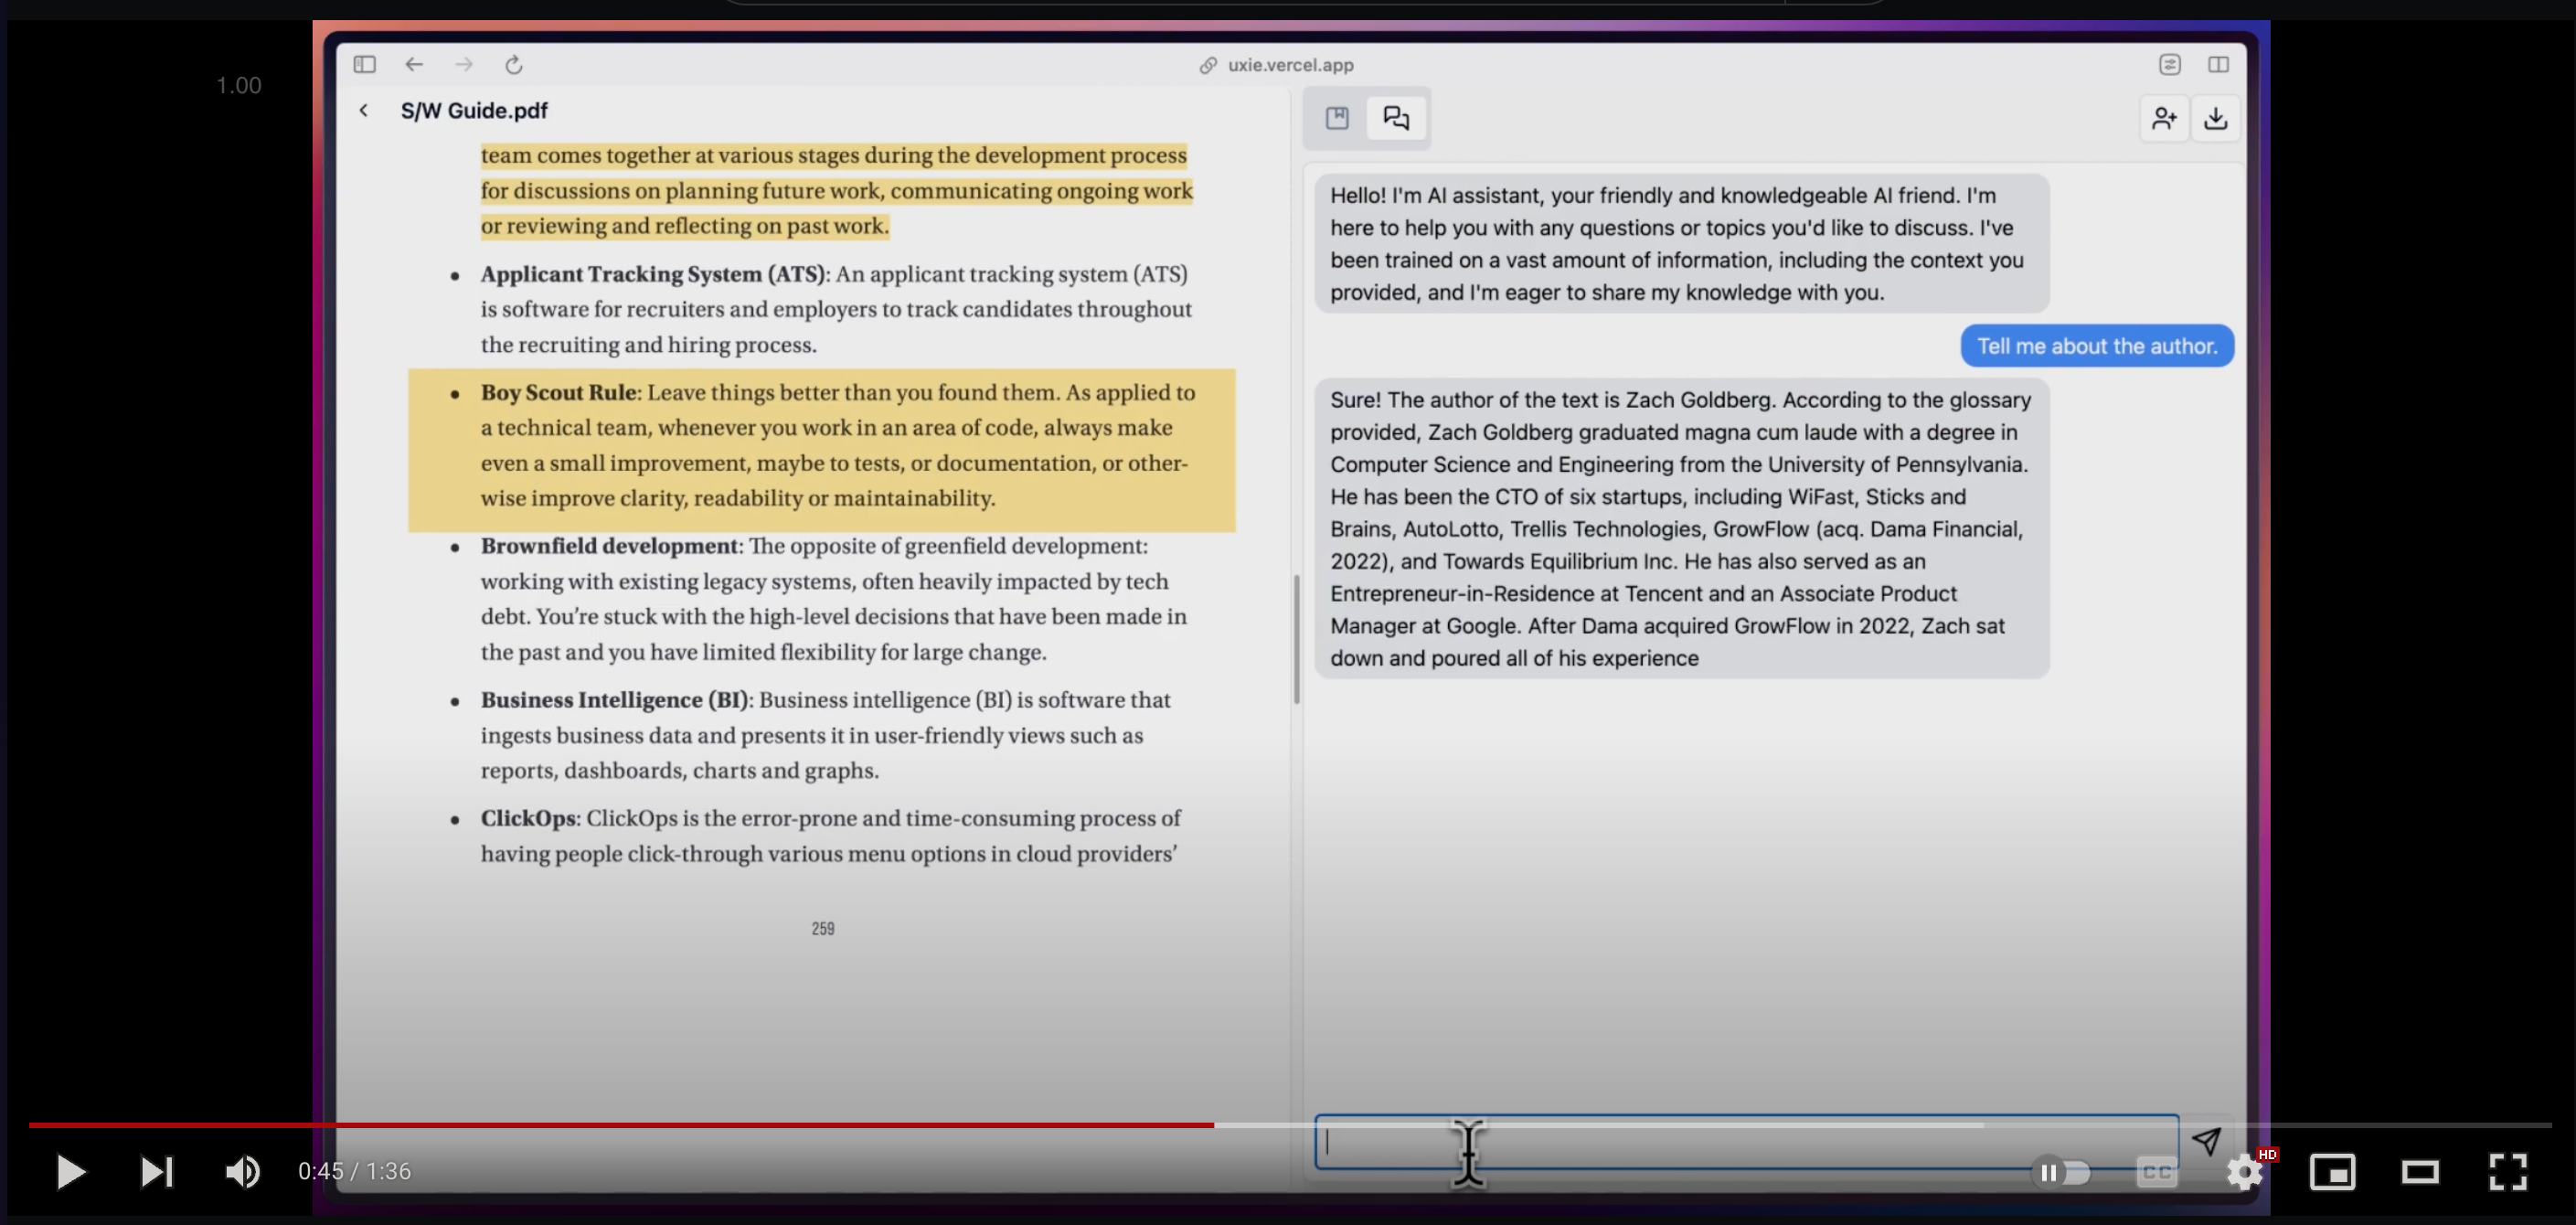 uxie.vercel.app
1.00
S/W Guide.pdf
team comes together at various stages during the development process
for discussions on planning future work, communicating ongoing work
or reviewing and reflecting on past work.
• Applicant Tracking System (ATS): An applicant tracking system (ATS)
is software for recruiters and employers to track candidates throughout
the recruiting and hiring process.
• Boy Scout Rule: Leave things better than you found them. As applied to
a technical team, whenever you work in an area of code, always make
even a small improvement, maybe to tests, or documentation, or other-
wise improve clarity, readability or maintainability.
• Brownfield development: The opposite of greenfield development:
working with existing legacy systems, often heavily impacted by tech
debt. You’re stuck with the high-level decisions that have been made in
the past and you have limited flexibility for large change.
• Business Intelligence (BI): Business intelligence (BI) is software that
ingests business data and presents it in user-friendly views such as
reports, dashboards, charts and graphs.
• ClickOps: ClickOps is the error-prone and time-consuming process of
having people click-through various menu options in cloud providers’
259
Hello! I'm AI assistant, your friendly and knowledgeable AI friend. I'm
here to help you with any questions or topics you'd like to discuss. I've
been trained on a vast amount of information, including the context you
provided, and I'm eager to share my knowledge with you.
Tell me about the author.
Sure! The author of the text is Zach Goldberg. According to the glossary
provided, Zach Goldberg graduated magna cum laude with a degree in
Computer Science and Engineering from the University of Pennsylvania.
He has been the CTO of six startups, including WiFast, Sticks and
Brains, AutoLotto, Trellis Technologies, GrowFlow (acq. Dama Financial,
2022), and Towards Equilibrium Inc. He has also served as an
Entrepreneur-in-Residence at Tencent and an Associate Product
Manager at Google. After Dama acquired GrowFlow in 2022, Zach sat
down and poured all of his experience
0:45 / 1:36
CC
HD